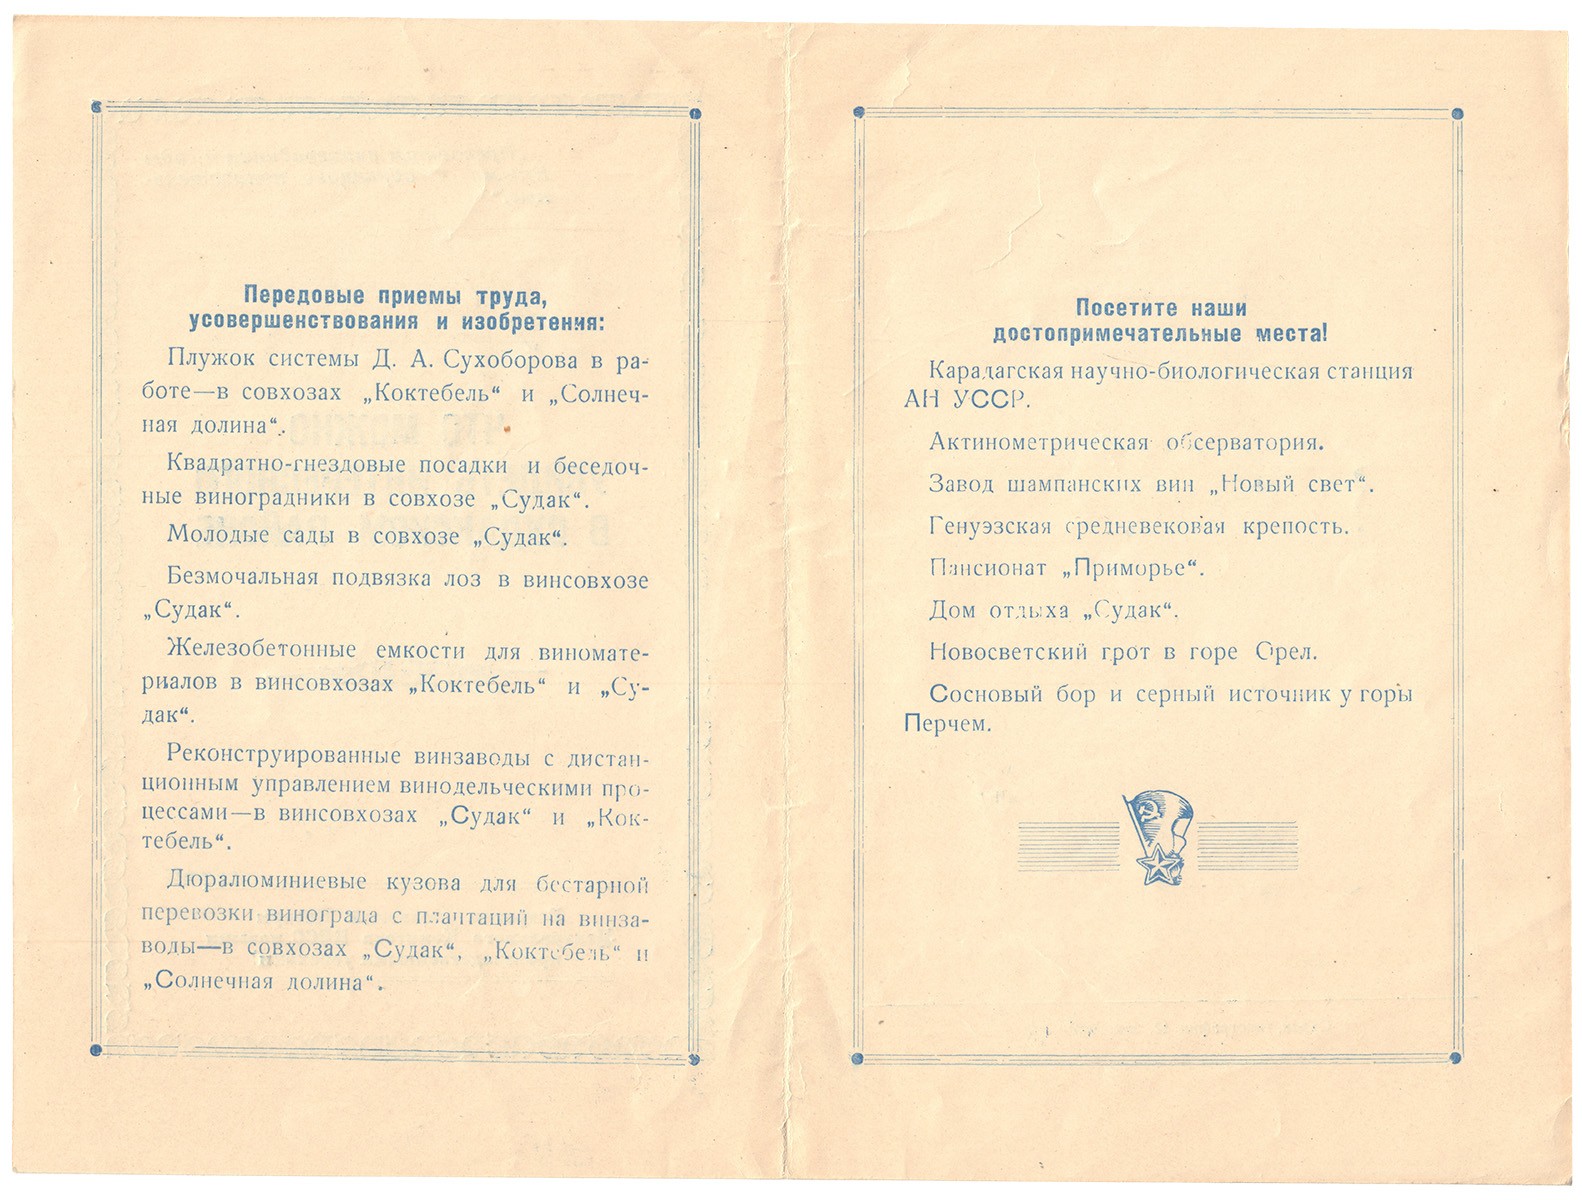 Передовые приемы труда,
усовершенствования и изобретения:
Плужок системы Д. А. Сухоборова в ра-
боте—в совхозах „Коктебель“ и „Солнеч-
ная долина“.
Квадратно-гнездовые посадки и беседоч-
ные виноградники в совхозе „Судак“.
Молодые сады в совхозе „Судак“.
Безмочальная подвязка лоз в винсовхозе
„Судак“.
Железобетонные емкости для виномате-
риалов в винсовхозах „Коктебель“ и „Су-
дак“.
Реконструированные винзаводы с дистан-
ционным управлением винодельческими про-
цессами—в винсовхозах „Судак“ и „Кок-
тебель“.
Дюралюминиевые кузова для бестарной
перевозки винограда с плантаций на винза-
воды—в совхозах „Судак“, „Коктебель“ и
„Солнечная долина“.
Посетите наши
достопримечательные места!
Карадагская научно-биологическая станция
АН УССР.
Актинометрическая обсерватория.
Завод шампанских вин „Новый свет“.
Генуэзская средневековая крепость.
Пансионат „Приморье“.
Дом отдыха „Судак“.
Новосветский грот в горе Орел.
Сосновый бор и серный источник у горы
Перчем.